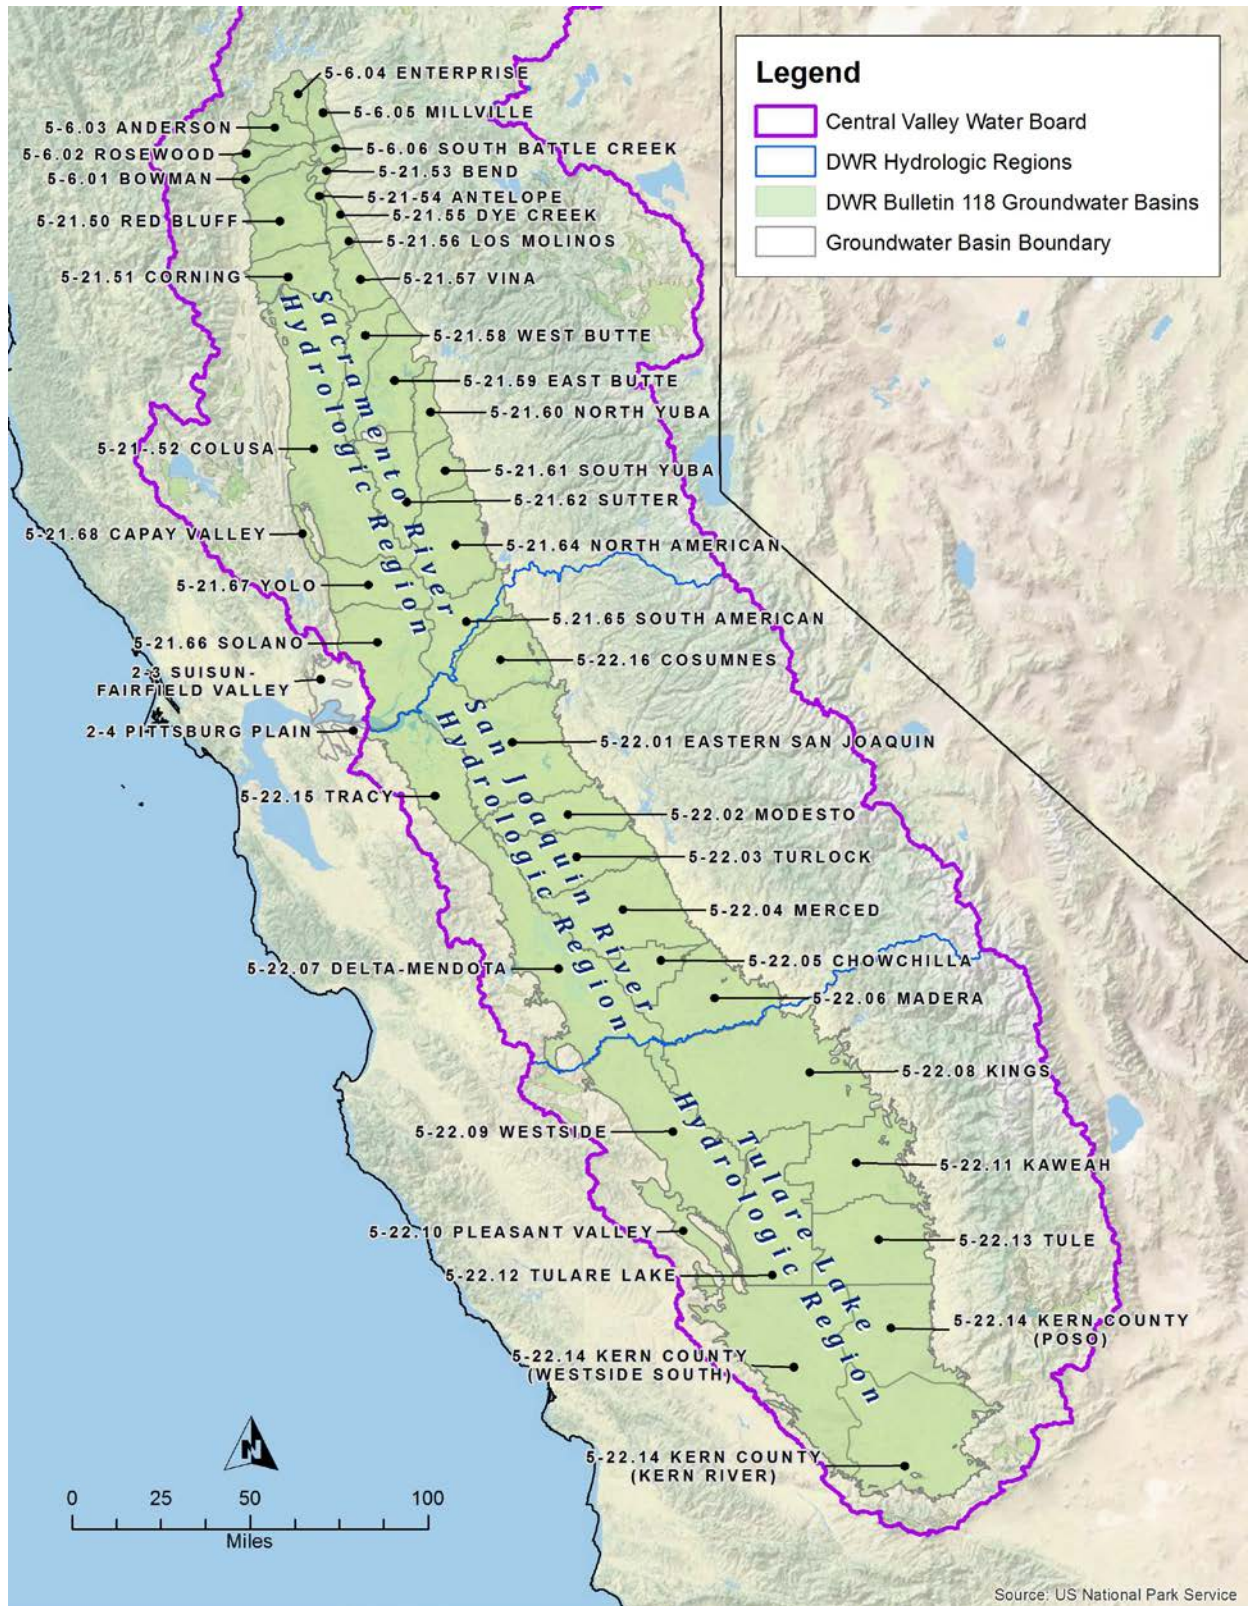 Legend
Central Valley Water Board
DWR Hydrologic Regions
DWR Bulletin 118 Groundwater Basins
Groundwater Basin Boundary
5-6.04 ENTERPRISE
5-6.05 MILLVILLE
5-6.03 ANDERSON
5-6.06 SOUTH BATTLE CREEK
5-6.02 ROSEWOOD
5-21.53 BEND
5-6.01 BOWMAN
5-21-54 ANTELOPE
5-21.55 DYE CREEK
5-21.50 RED BLUFF
5-21.56 LOS MOLINOS
5-21.51 CORNING
5-21.57 VINA
Sacramento River
Hydrologic Region
5-21.58 WEST BUTTE
5-21.59 EAST BUTTE
5-21.60 NORTH YUBA
5-21-.52 COLUSA
5-21.61 SOUTH YUBA
5-21.62 SUTTER
5-21.68 CAPAY VALLEY
5-21.64 NORTH AMERICAN
5-21.67 YOLO
5.21.65 SOUTH AMERICAN
5-21.66 SOLANO
5-22.16 COSUMNES
2-3 SUISUN-
FAIRFIELD VALLEY
2-4 PITTSBURG PLAIN
San Joaquin River
Hydrologic Region
5-22.01 EASTERN SAN JOAQUIN
5-22.15 TRACY
5-22.02 MODESTO
5-22.03 TURLOCK
5-22.04 MERCED
5-22.05 CHOWCHILLA
5-22.07 DELTA-MENDOTA
5-22.06 MADERA
5-22.08 KINGS
5-22.09 WESTSIDE
Tulare Lake
Hydrologic Region
5-22.11 KAWEAH
5-22.10 PLEASANT VALLEY
5-22.13 TULE
5-22.12 TULARE LAKE
5-22.14 KERN COUNTY
(POSO)
5-22.14 KERN COUNTY
(WESTSIDE SOUTH)
5-22.14 KERN COUNTY
(KERN RIVER)
N
0 25 50 100
Miles
Source: US National Park Service